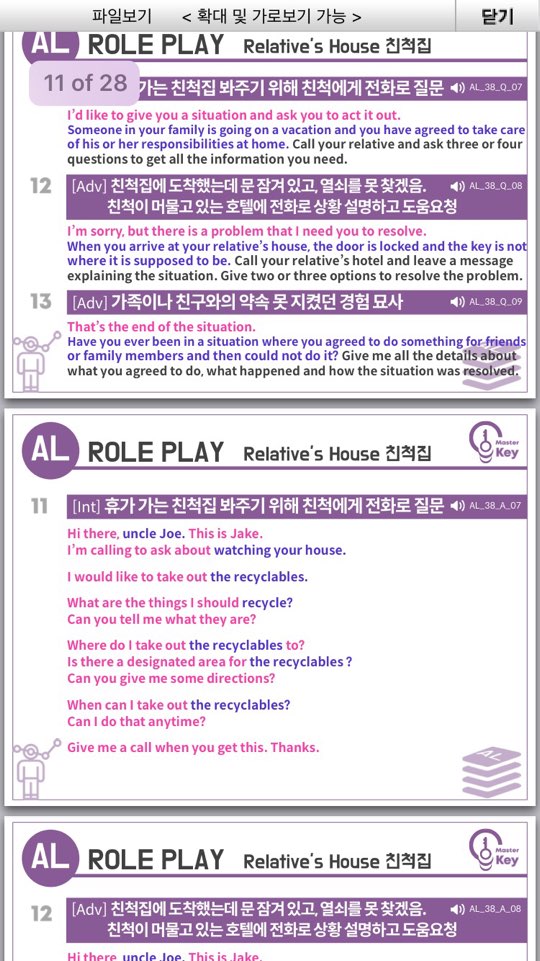 파일보기 < 확대 및 가로보기 가능 > 닫기
AL ROLE PLAY Relative's House 친척집
11 of 28
가는 친척집 봐주기 위해 친척에게 전화로 질문 AL_38_Q_07
I'd like to give you a situation and ask you to act it out.
Someone in your family is going on a vacation and you have agreed to take care
of his or her responsibilities at home. Call your relative and ask three or four
questions to get all the information you need.
12 [Adv] 친척집에 도착했는데 문 잠겨 있고, 열쇠를 못 찾겠음. AL_38_Q_08
친척이 머물고 있는 호텔에 전화로 상황 설명하고 도움요청
I'm sorry, but there is a problem that I need you to resolve.
When you arrive at your relative's house, the door is locked and the key is not
where it is supposed to be. Call your relative's hotel and leave a message
explaining the situation. Give two or three options to resolve the problem.
13 [Adv] 가족이나 친구와의 약속 못 지켰던 경험 묘사 AL_38_Q_09
That's the end of the situation.
Have you ever been in a situation where you agreed to do something for friends
or family members and then could not do it? Give me all the details about
what you agreed to do, what happened and how the situation was resolved.
AL ROLE PLAY Relative's House 친척집
Master
Key
11 [Int] 휴가 가는 친척집 봐주기 위해 친척에게 전화로 질문 AL_38_A_07
Hi there, uncle Joe. This is Jake.
I'm calling to ask about watching your house.
I would like to take out the recyclables.
What are the things I should recycle?
Can you tell me what they are?
Where do I take out the recyclables to?
Is there a designated area for the recyclables ?
Can you give me some directions?
When can I take out the recyclables?
Can I do that anytime?
Give me a call when you get this. Thanks.
AL
AL ROLE PLAY Relative's House 친척집
Master
Key
12 [Adv] 친척집에 도착했는데 문 잠겨 있고, 열쇠를 못 찾겠음. AL_38_A_08
친척이 머물고 있는 호텔에 전화로 상황 설명하고 도움요청
Hi there, uncle Joe. This is Jake.